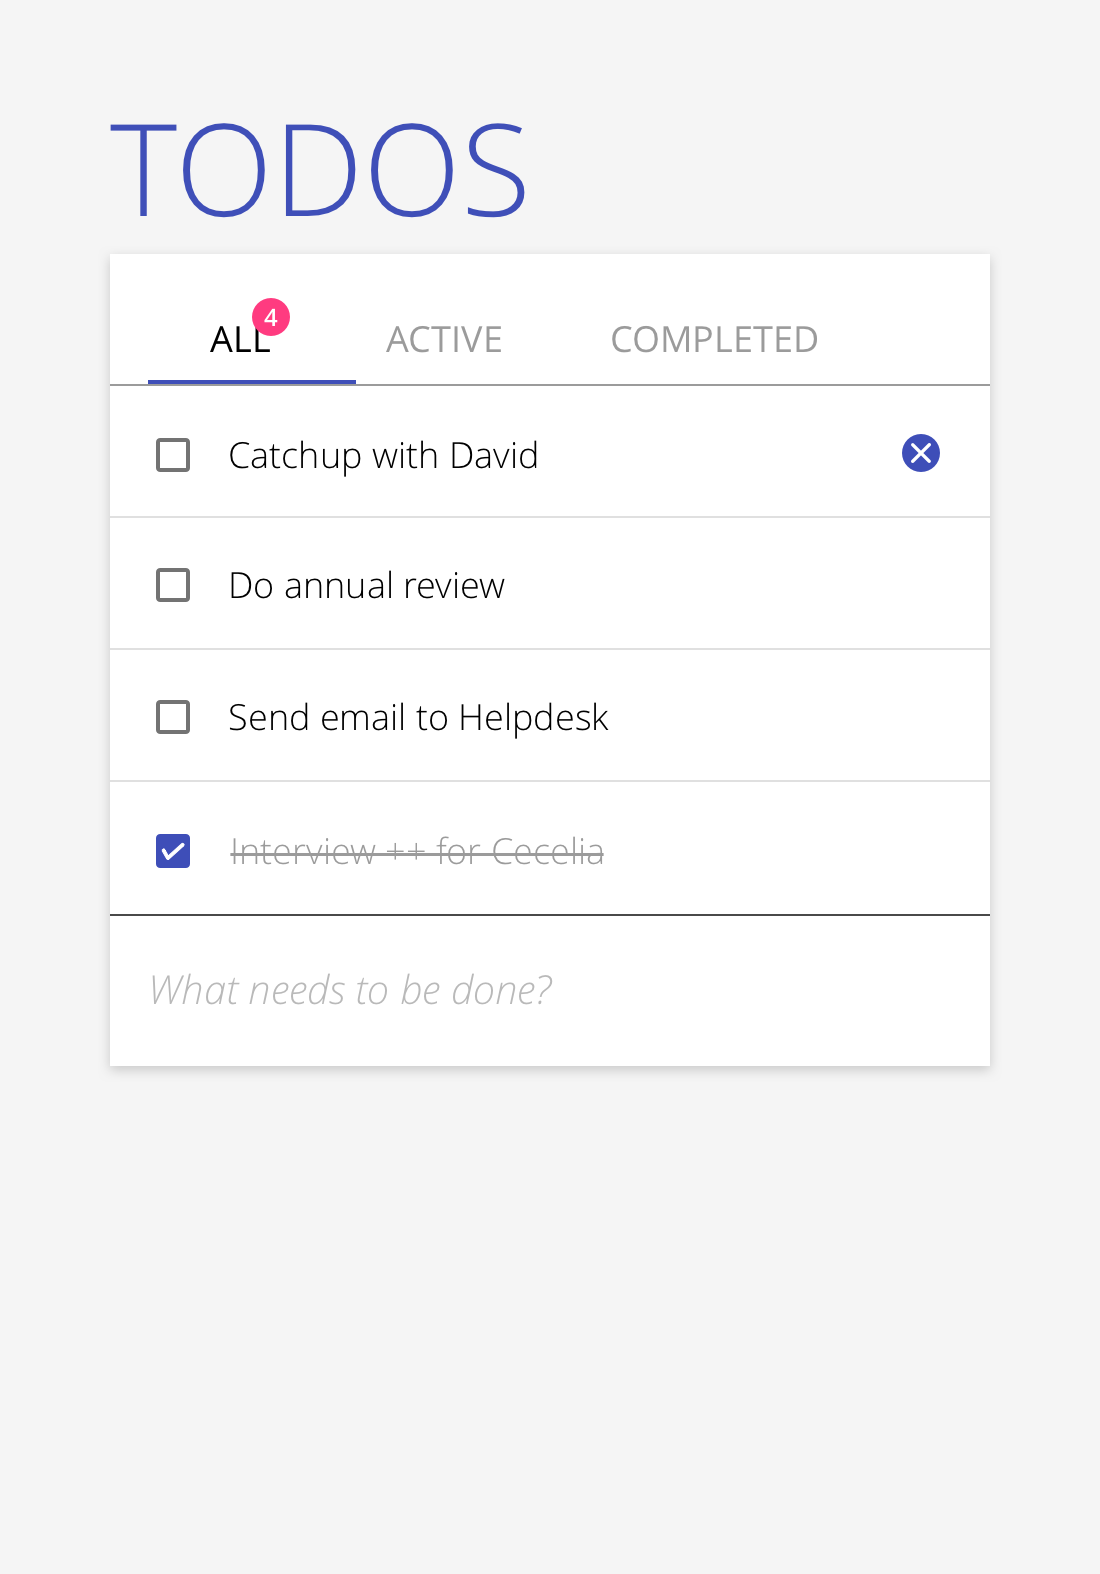 TODOS
ALL 4 ACTIVE COMPLETED
Catchup with David
Do annual review
Send email to Helpdesk
Interview ++ for Cecelia
What needs to be done?